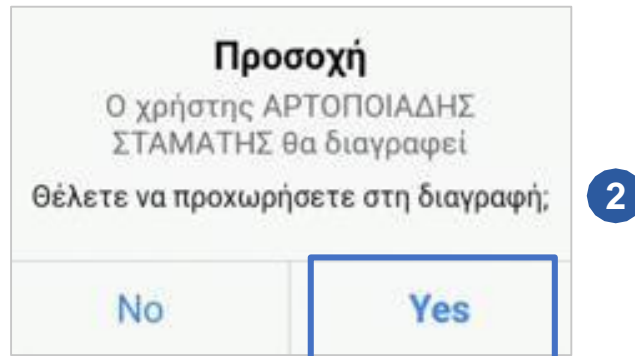 Προσοχή
Ο χρήστης ΑΡΤΟΠΟΙΑΔΗΣ
ΣΤΑΜΑΤΗΣ θα διαγραφεί
Θέλετε να προχωρήσετε στη διαγραφή;
2
No
Yes